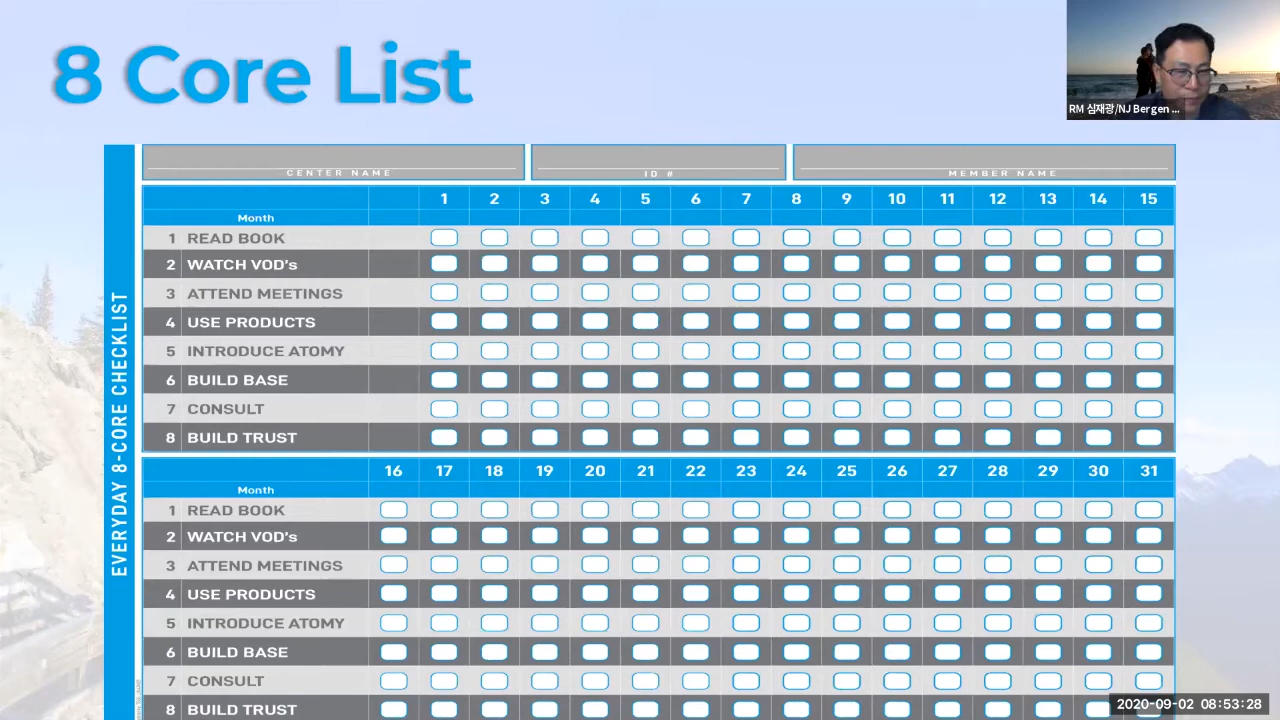 8 Core List
RM 심재광/NJ Bergen ...
EVERYDAY 8-CORE CHECKLIST
CENTER NAME ID # MEMBER NAME
1 2 3 4 5 6 7 8 9 10 11 12 13 14 15
Month
1 READ BOOK
2 WATCH VOD's
3 ATTEND MEETINGS
4 USE PRODUCTS
5 INTRODUCE ATOMY
6 BUILD BASE
7 CONSULT
8 BUILD TRUST
16 17 18 19 20 21 22 23 24 25 26 27 28 29 30 31
Month
1 READ BOOK
2 WATCH VOD's
3 ATTEND MEETINGS
4 USE PRODUCTS
5 INTRODUCE ATOMY
6 BUILD BASE
7 CONSULT
8 BUILD TRUST
2020-09-02 08:53:28